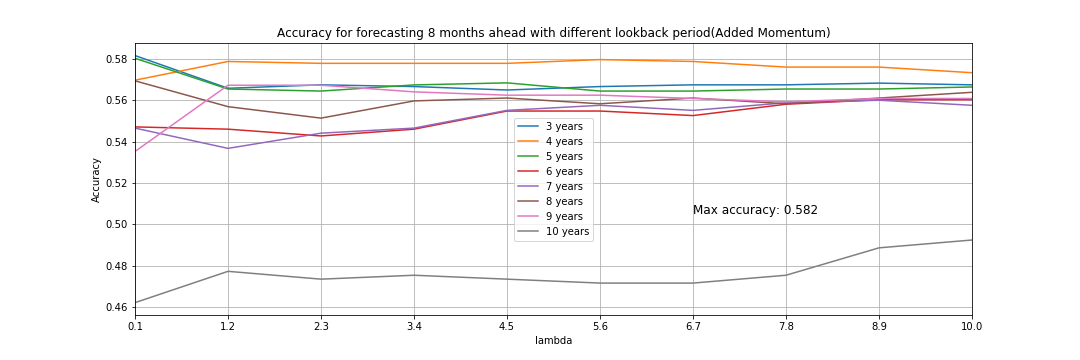 Accuracy for forecasting 8 months ahead with different lookback period(Added Momentum)
Accuracy
0.58
0.56
0.54
0.52
0.50
0.48
0.46
3 years
4 years
5 years
6 years
7 years
8 years
9 years
10 years
Max accuracy: 0.582
0.1 1.2 2.3 3.4 4.5 5.6 6.7 7.8 8.9 10.0
lambda